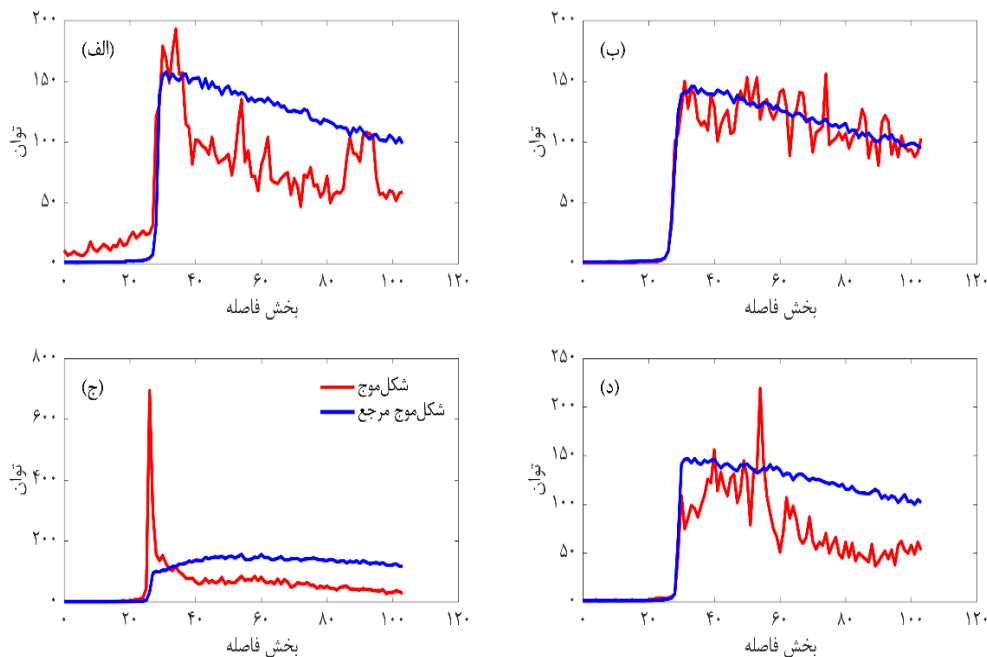 (الف)
توان
۲۰۰
۱۵۰
۱۰۰
۵۰
۰
۰ ۲۰ ۴۰ ۶۰ ۸۰ ۱۰۰ ۱۲۰
بخش فاصله
(ب)
توان
۲۰۰
۱۵۰
۱۰۰
۵۰
۰
۰ ۲۰ ۴۰ ۶۰ ۸۰ ۱۰۰ ۱۲۰
بخش فاصله
(ج)
شکل‌موج
شکل‌موج مرجع
توان
۸۰۰
۶۰۰
۴۰۰
۲۰۰
۰
۰ ۲۰ ۴۰ ۶۰ ۸۰ ۱۰۰ ۱۲۰
بخش فاصله
(د)
توان
۲۵۰
۲۰۰
۱۵۰
۱۰۰
۵۰
۰
۰ ۲۰ ۴۰ ۶۰ ۸۰ ۱۰۰ ۱۲۰
بخش فاصله